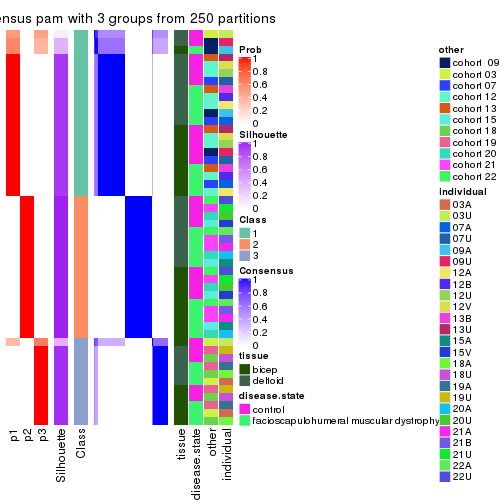 ensus pam with 3 groups from 250 partitions
Prob
1
0.8
0.6
0.4
0.2
0
Silhouette
1
0.8
0.6
0.4
0.2
0
Class
1
2
3
Consensus
1
0.8
0.6
0.4
0.2
0
tissue
bicep
deltoid
disease.state
control
facioscapulohumeral muscular dystrophy
other
cohort 09
cohort 03
cohort 07
cohort 12
cohort 13
cohort 15
cohort 18
cohort 19
cohort 20
cohort 21
cohort 22
individual
03A
03U
07A
07U
09A
09U
12A
12B
12U
12V
13B
13U
15A
15V
18A
18U
19A
19U
20A
20U
21A
21B
21U
22A
22U
p1
p2
p3
Silhouette
Class
tissue
disease.state
other
individual